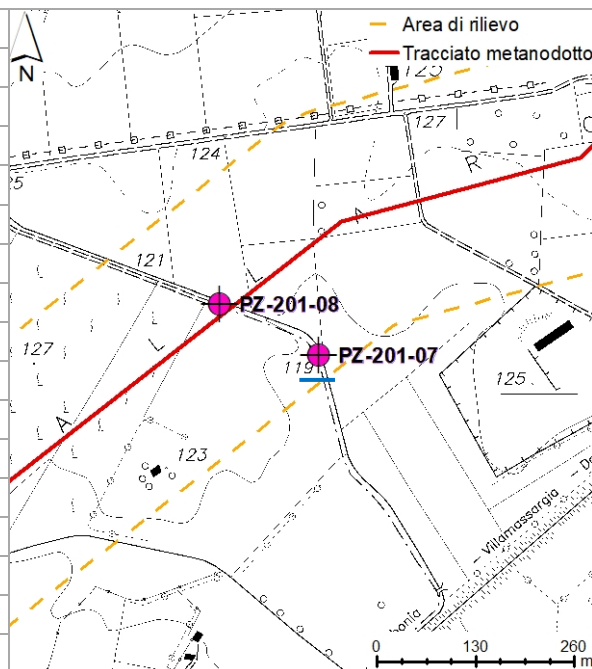 Area di rilievo
N
Tracciato metanodotto
125
127
124
R
C
A
121
L
PZ-201-08
127
L
PZ-201-07
119
125
A
123
Villamassargia
0 130 260
m